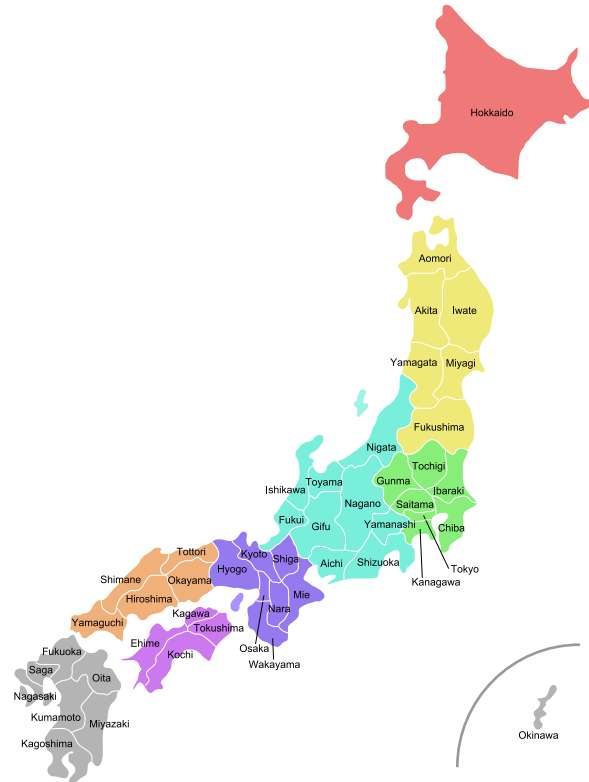 Hokkaido
Aomori
Akita
Iwate
Yamagata
Miyagi
Fukushima
Nigata
Tochigi
Gunma
Ibaraki
Toyama
Ishikawa
Nagano
Saitama
Fukui
Gifu
Yamanashi
Chiba
Tokyo
Kanagawa
Aichi
Shizuoka
Tottori
Kyoto
Shiga
Hyogo
Shimane
Okayama
Hiroshima
Mie
Nara
Kagawa
Yamaguchi
Tokushima
Ehime
Osaka
Kochi
Wakayama
Fukuoka
Saga
Oita
Nagasaki
Kumamoto
Miyazaki
Kagoshima
Okinawa